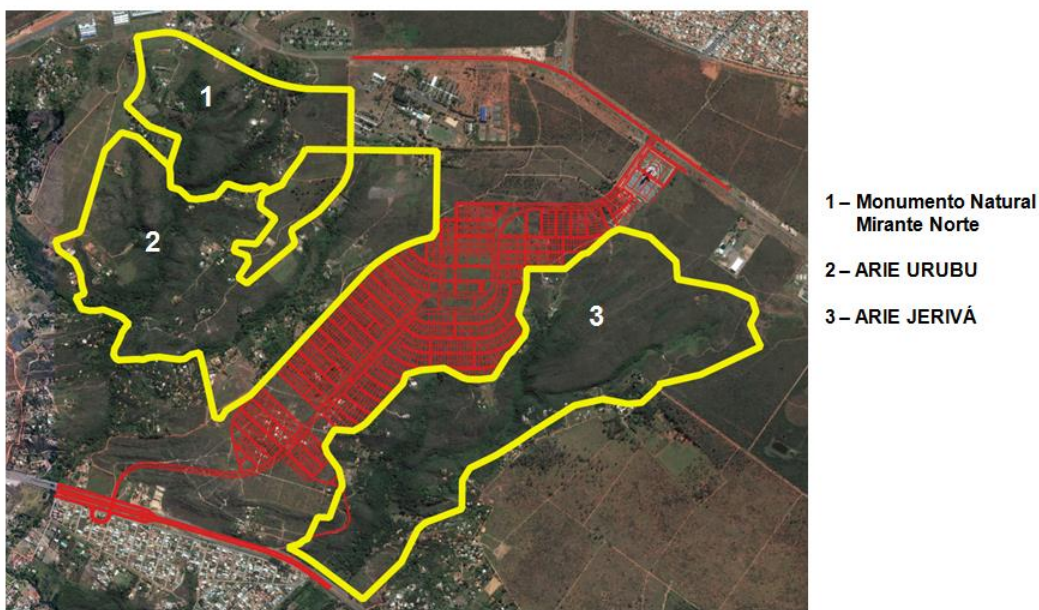 1
2
3
1 – Monumento Natural
Mirante Norte
2 – ARIE URUBU
3 – ARIE JERIVÁ